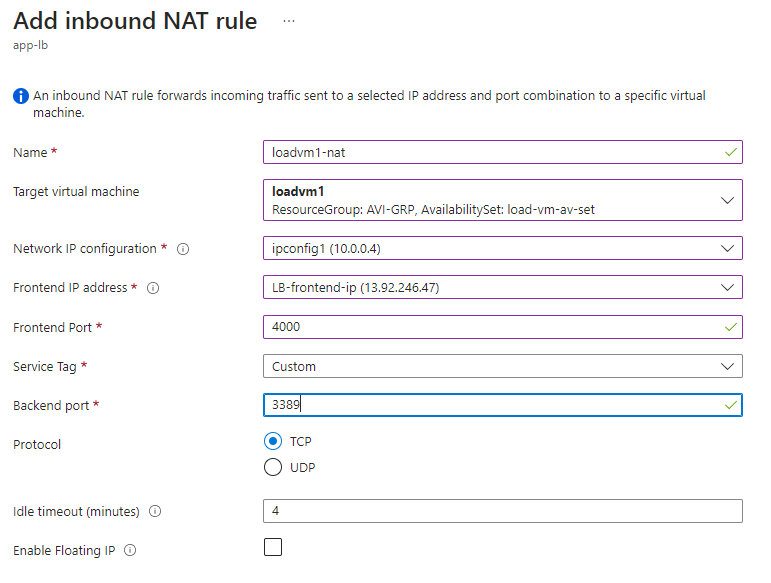 Add inbound NAT rule ...
app-lb
An inbound NAT rule forwards incoming traffic sent to a selected IP address and port combination to a specific virtual
machine.
Name *
loadvm1-nat
Target virtual machine
loadvm1
ResourceGroup: AVI-GRP, AvailabilitySet: load-vm-av-set
Network IP configuration *
ipconfig1 (10.0.0.4)
Frontend IP address *
LB-frontend-ip (13.92.246.47)
Frontend Port *
4000
Service Tag *
Custom
Backend port *
3389
Protocol
TCP
UDP
Idle timeout (minutes)
4
Enable Floating IP